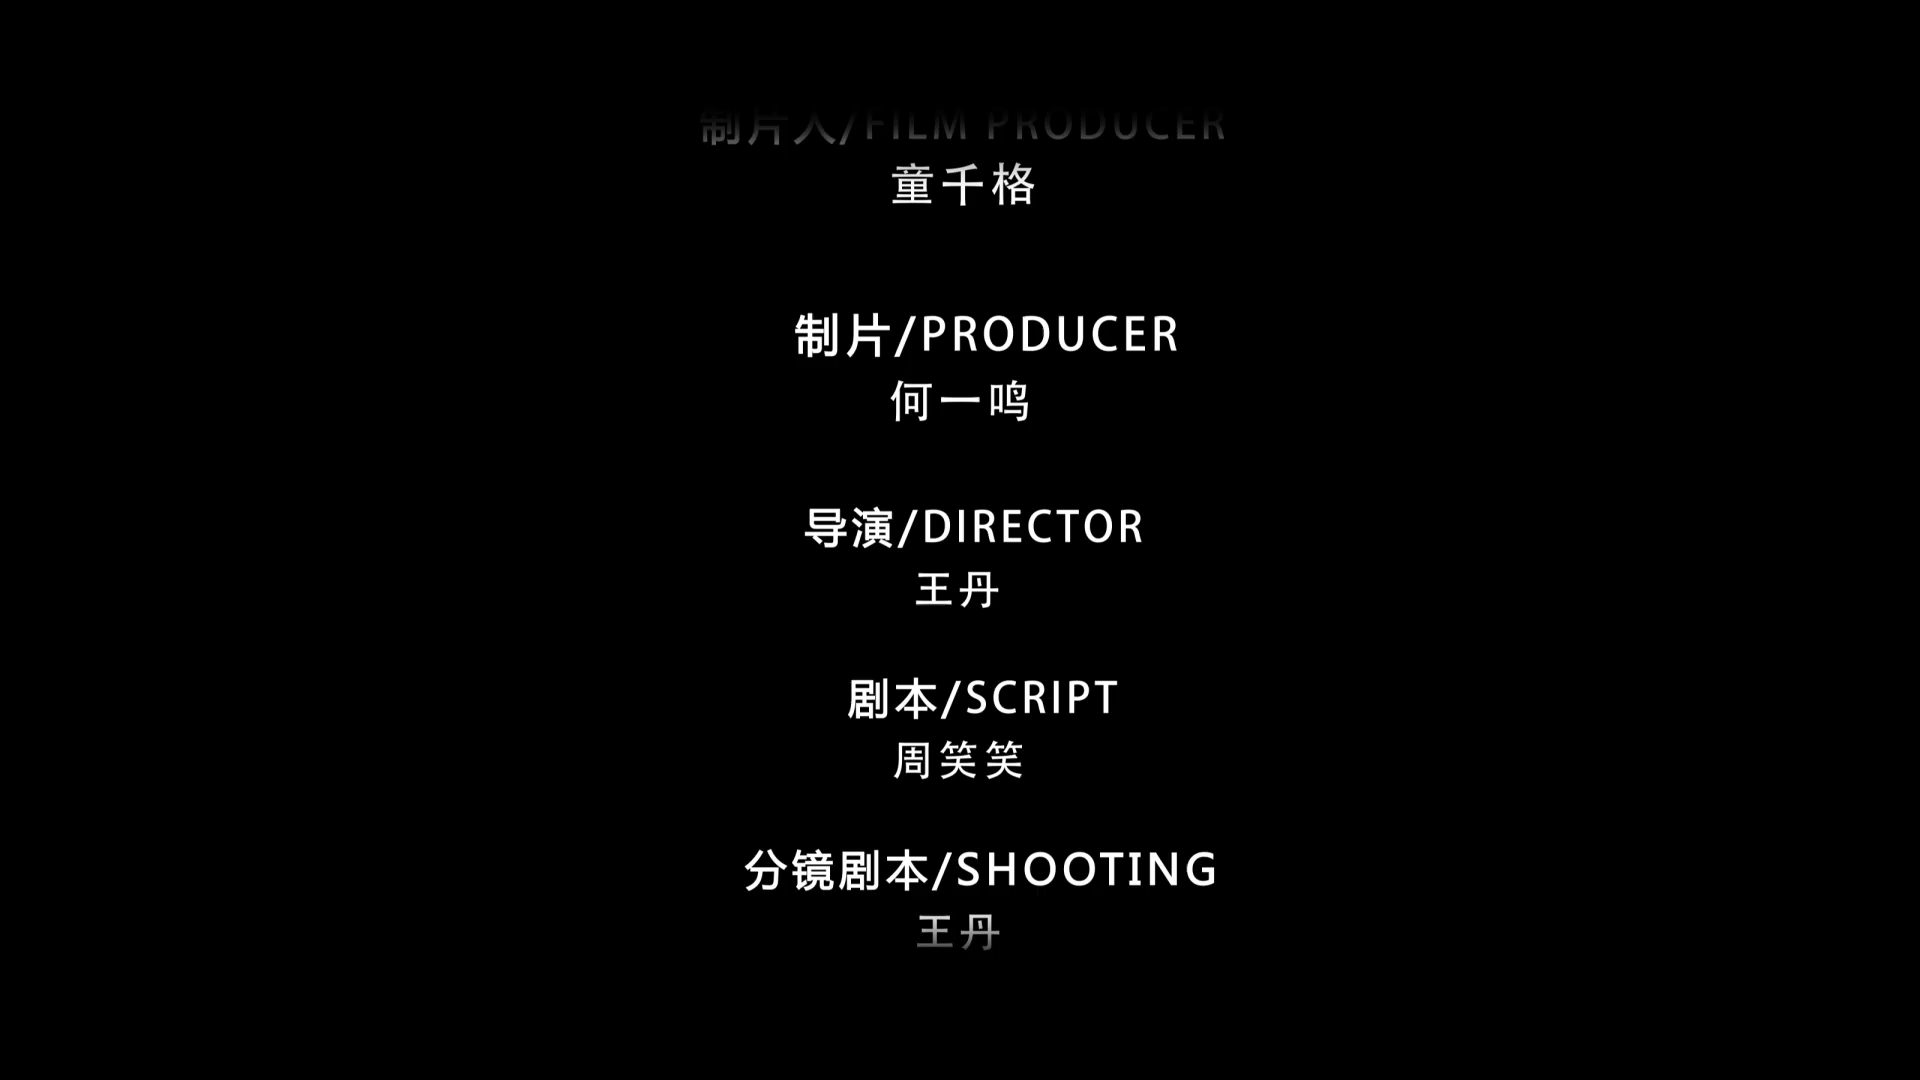 制片人/FILM PRODUCER
童千格
制片/PRODUCER
何一鸣
导演/DIRECTOR
王丹
剧本/SCRIPT
周笑笑
分镜剧本/SHOOTING
王丹